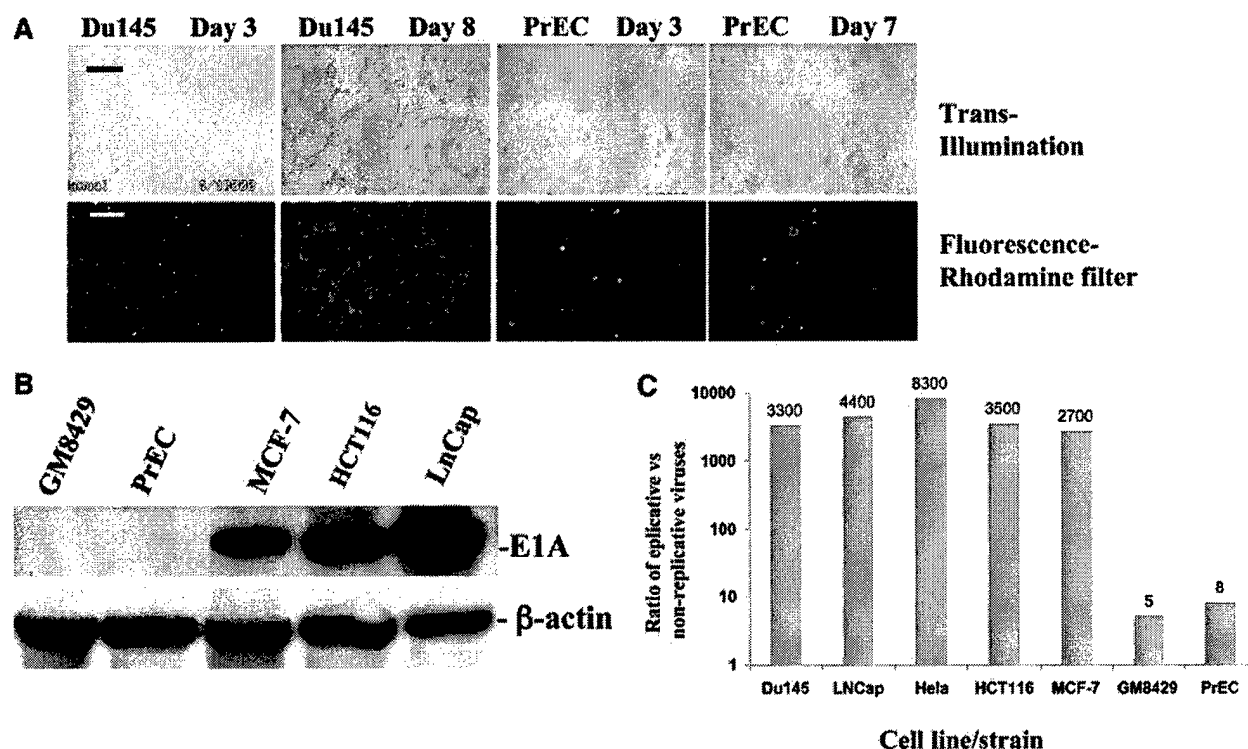 A
Du145 Day 3 Du145 Day 8 PrEC Day 3 PrEC Day 7
Trans-
Illumination
Fluorescence-
Rhodamine filter
B
GM8429
PrEC
MCF-7
HCT116
LnCap
-E1A
- β-actin
C
Ratio of eplicative vs
non-replicative viruses
10000
1000
100
10
1
3300
4400
8300
3500
2700
5
8
Du145 LNCap Hela HCT116 MCF-7 GM8429 PrEC
Cell line/strain